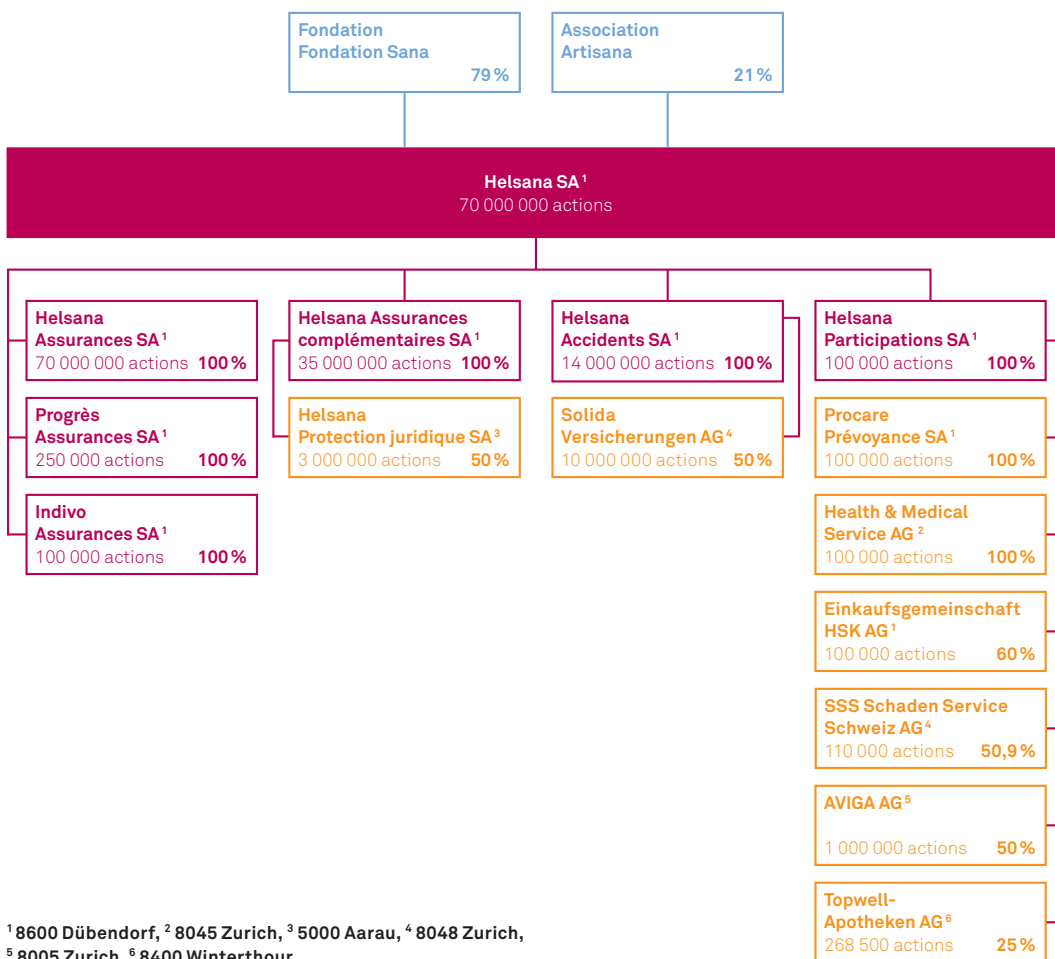 Fondation
Fondation Sana
79 %
Association
Artisana
21 %
Helsana SA ¹
70 000 000 actions
Helsana
Assurances SA ¹
70 000 000 actions 100 %
Progrès
Assurances SA ¹
250 000 actions 100 %
Indivo
Assurances SA ¹
100 000 actions 100 %
Helsana Assurances
complémentaires SA ¹
35 000 000 actions 100 %
Helsana
Protection juridique SA ³
3 000 000 actions 50 %
Helsana
Accidents SA ¹
14 000 000 actions 100 %
Solida
Versicherungen AG ⁴
10 000 000 actions 50 %
Helsana
Participations SA ¹
100 000 actions 100 %
Procare
Prévoyance SA ¹
100 000 actions 100 %
Health & Medical
Service AG ²
100 000 actions 100 %
Einkaufsgemeinschaft
HSK AG ¹
100 000 actions 60 %
SSS Schaden Service
Schweiz AG ⁴
110 000 actions 50,9 %
AVIGA AG ⁵
1 000 000 actions 50 %
Topwell-
Apotheken AG ⁶
268 500 actions 25 %
¹ 8600 Dübendorf, ² 8045 Zurich, ³ 5000 Aarau, ⁴ 8048 Zurich,
⁵ 8005 Zurich, ⁶ 8400 Winterthour